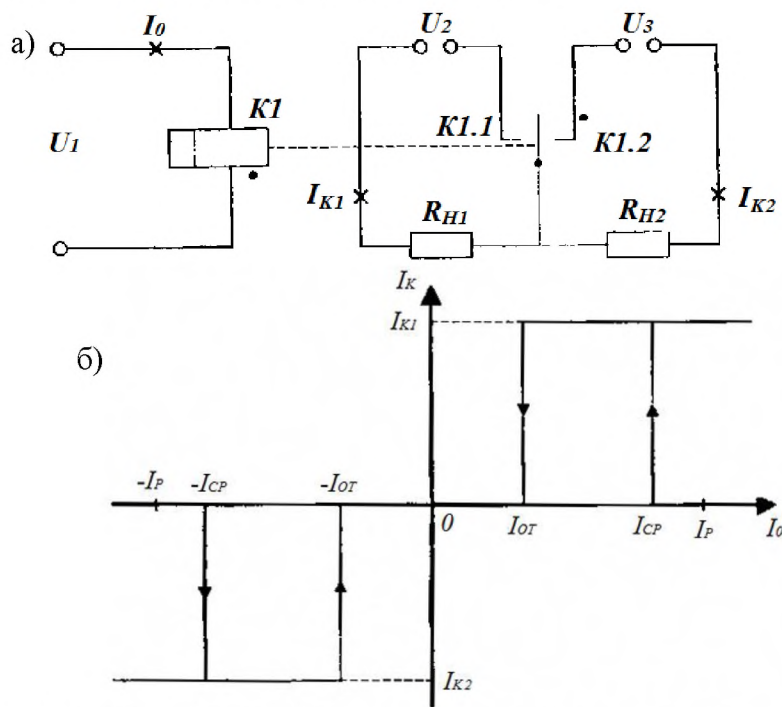 а)
I0
U2
U3
K1
K1.1
K1.2
U1
IK1
RH1
RH2
IK2
IK
IK1
б)
-IP
-ICP
-IOT
0
IOT
ICP
IP
I0
IK2